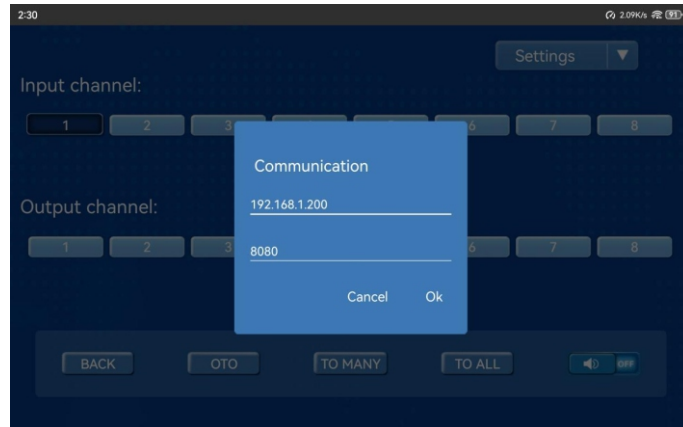 2:30 2.09K/s 91
Settings
Input channel:
1 2 3 6 7 8
Communication
192.168.1.200
Output channel:
1 2 3 8080 6 7 8
Cancel Ok
BACK OTO TO MANY TO ALL OFF